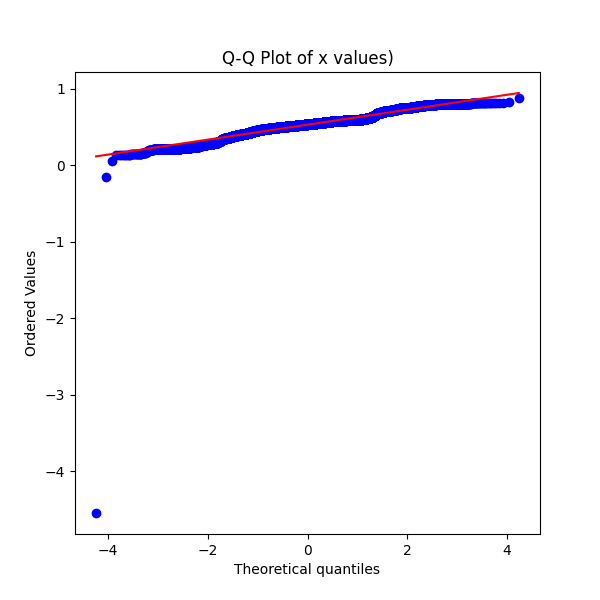 Q-Q Plot of x values)
Ordered Values
1
0
−1
−2
−3
−4
−4 −2 0 2 4
Theoretical quantiles